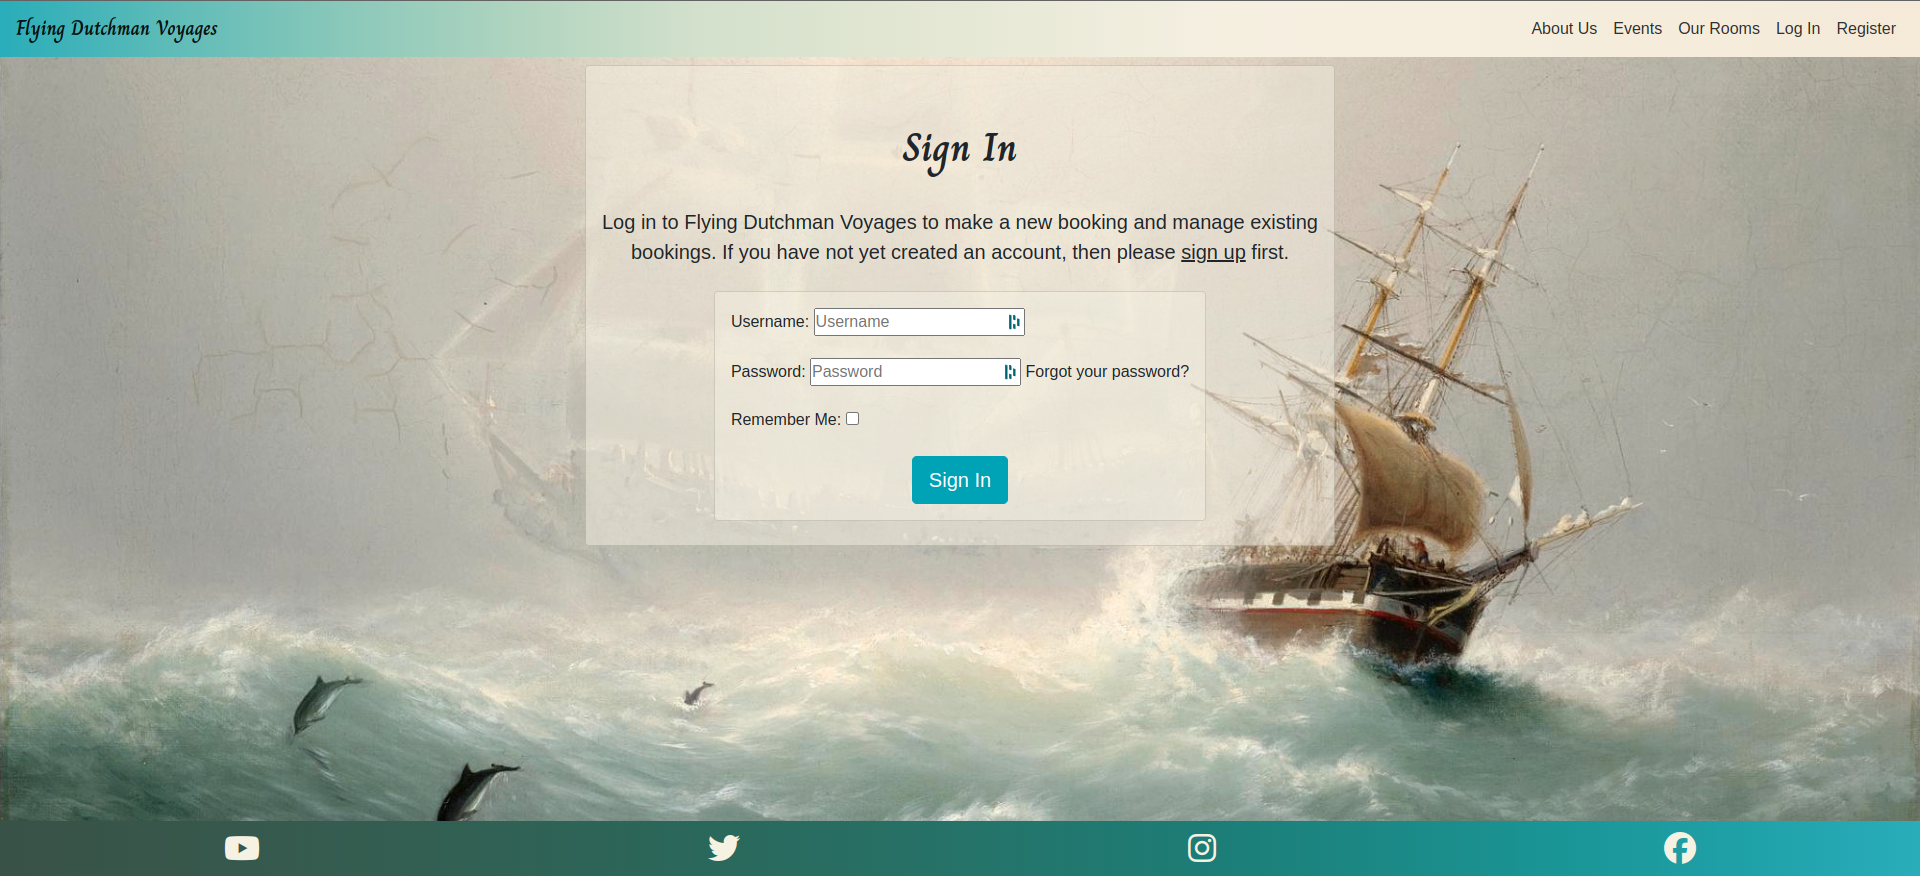 Flying Dutchman Voyages
About Us Events Our Rooms Log In Register
Sign In
Log in to Flying Dutchman Voyages to make a new booking and manage existing
bookings. If you have not yet created an account, then please sign up first.
Username: Username
Password: Password Forgot your password?
Remember Me:
Sign In